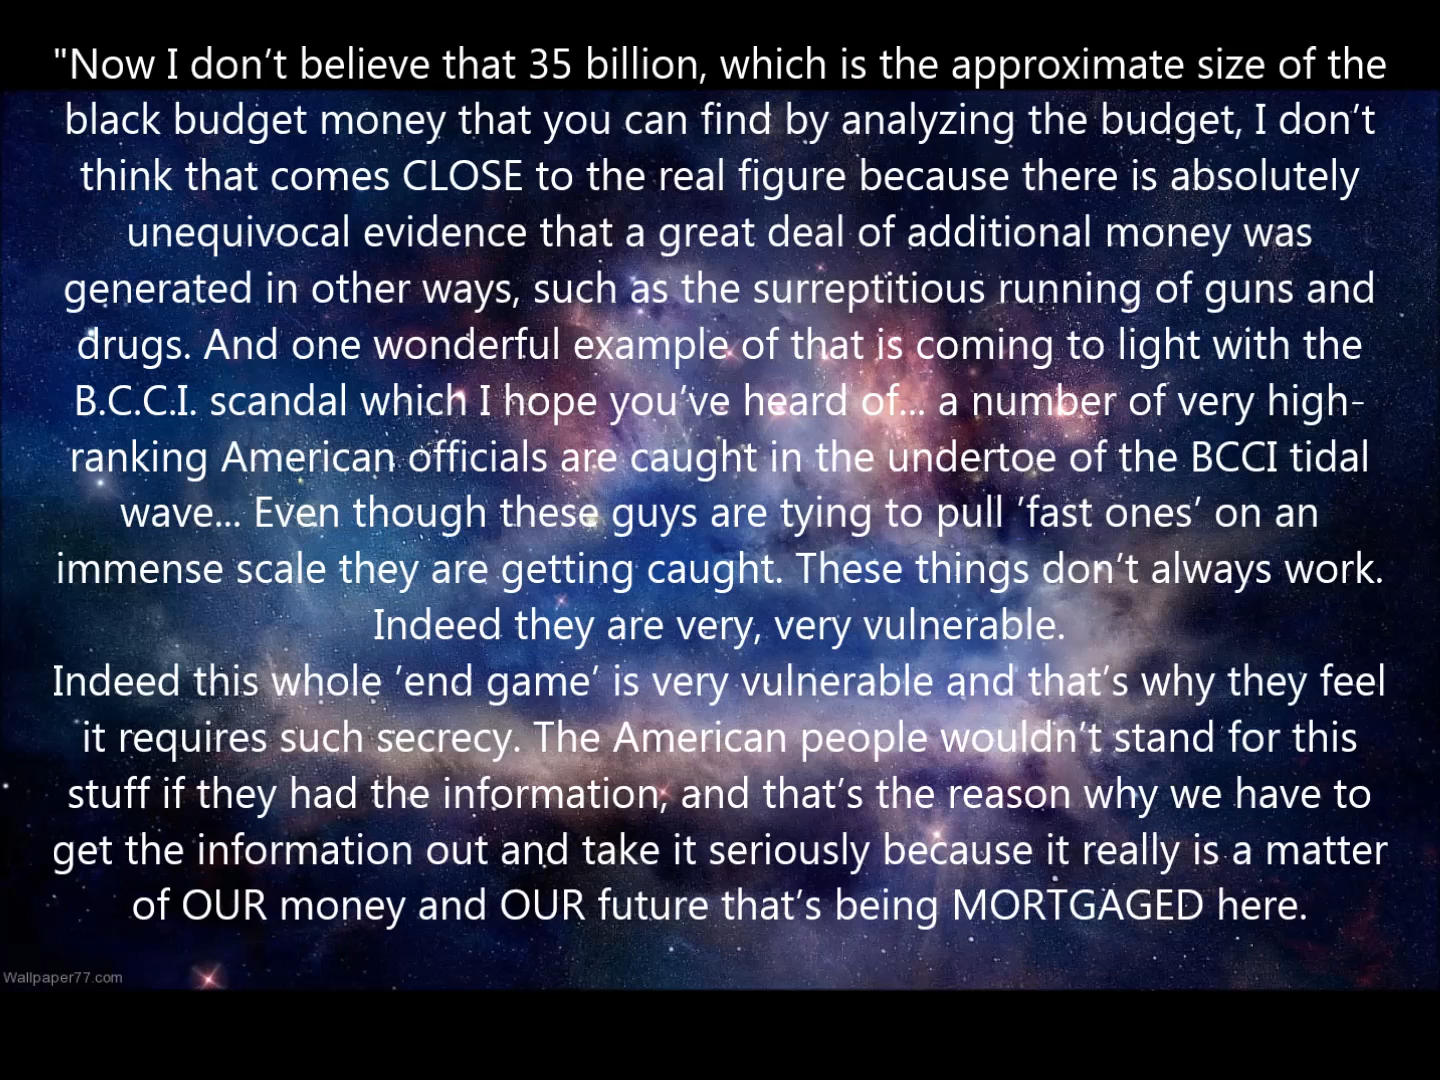 "Now I don't believe that 35 billion, which is the approximate size of the
black budget money that you can find by analyzing the budget, I don't
think that comes CLOSE to the real figure because there is absolutely
unequivocal evidence that a great deal of additional money was
generated in other ways, such as the surreptitious running of guns and
drugs. And one wonderful example of that is coming to light with the
B.C.C.I. scandal which I hope you've heard of... a number of very high-
ranking American officials are caught in the undertoe of the BCCI tidal
wave... Even though these guys are tying to pull 'fast ones' on an
immense scale they are getting caught. These things don't always work.
Indeed they are very, very vulnerable.
Indeed this whole 'end game' is very vulnerable and that's why they feel
it requires such secrecy. The American people wouldn't stand for this
stuff if they had the information, and that's the reason why we have to
get the information out and take it seriously because it really is a matter
of OUR money and OUR future that's being MORTGAGED here.
Wallpaper77.com